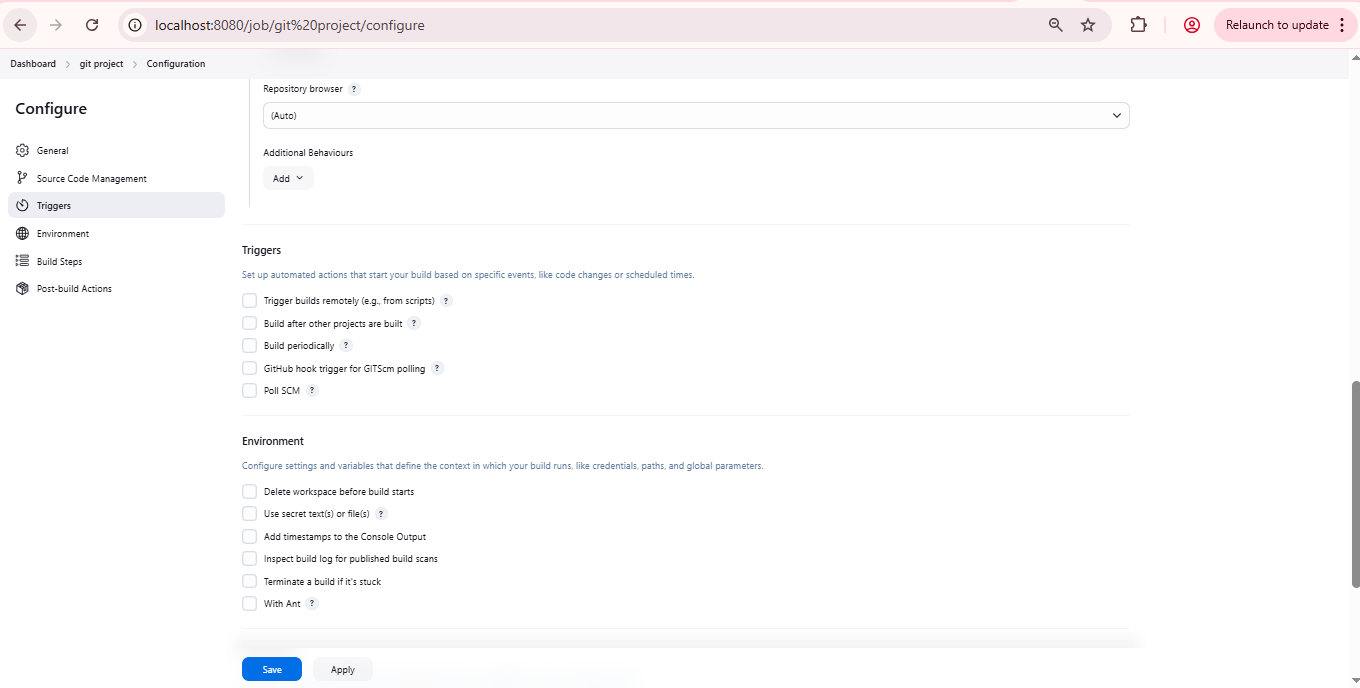 localhost:8080/job/git%20project/configure
Relaunch to update
Dashboard > git project > Configuration
Configure
General
Source Code Management
Triggers
Environment
Build Steps
Post-build Actions
Repository browser ?
(Auto)
Additional Behaviours
Add
Triggers
Set up automated actions that start your build based on specific events, like code changes or scheduled times.
Trigger builds remotely (e.g., from scripts) ?
Build after other projects are built ?
Build periodically ?
GitHub hook trigger for GITScm polling ?
Poll SCM ?
Environment
Configure settings and variables that define the context in which your build runs, like credentials, paths, and global parameters.
Delete workspace before build starts
Use secret text(s) or file(s) ?
Add timestamps to the Console Output
Inspect build log for published build scans
Terminate a build if it's stuck
With Ant ?
Save
Apply